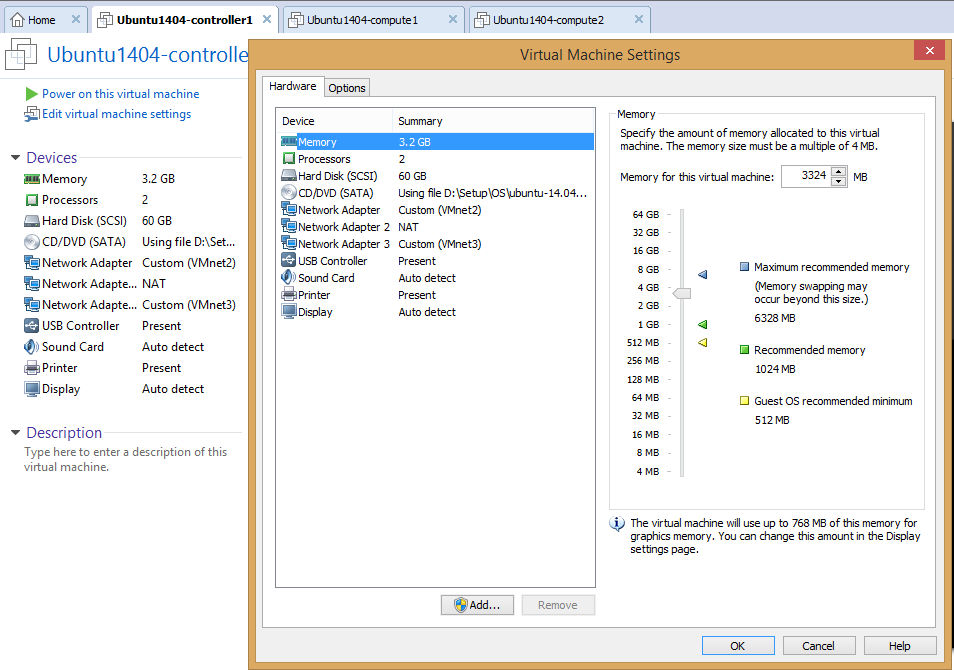 Home
Ubuntu1404-controller1
Ubuntu1404-compute1
Ubuntu1404-compute2
Ubuntu1404-controlle
Power on this virtual machine
Edit virtual machine settings
Devices
Memory 3.2 GB
Processors 2
Hard Disk (SCSI) 60 GB
CD/DVD (SATA) Using file D:\Set...
Network Adapter Custom (VMnet2)
Network Adapte... NAT
Network Adapte... Custom (VMnet3)
USB Controller Present
Sound Card Auto detect
Printer Present
Display Auto detect
Description
Type here to enter a description of this
virtual machine.
Virtual Machine Settings
Hardware Options
Device Summary
Memory 3.2 GB
Processors 2
Hard Disk (SCSI) 60 GB
CD/DVD (SATA) Using file D:\Setup\OS\ubuntu-14.04...
Network Adapter Custom (VMnet2)
Network Adapter 2 NAT
Network Adapter 3 Custom (VMnet3)
USB Controller Present
Sound Card Auto detect
Printer Present
Display Auto detect
Add...
Remove
Memory
Specify the amount of memory allocated to this virtual
machine. The memory size must be a multiple of 4 MB.
Memory for this virtual machine: 3324 MB
64 GB
32 GB
16 GB
8 GB
4 GB
2 GB
1 GB
512 MB
256 MB
128 MB
64 MB
32 MB
16 MB
8 MB
4 MB
Maximum recommended memory
(Memory swapping may
occur beyond this size.)
6328 MB
Recommended memory
1024 MB
Guest OS recommended minimum
512 MB
The virtual machine will use up to 768 MB of this memory for
graphics memory. You can change this amount in the Display
settings page.
OK
Cancel
Help